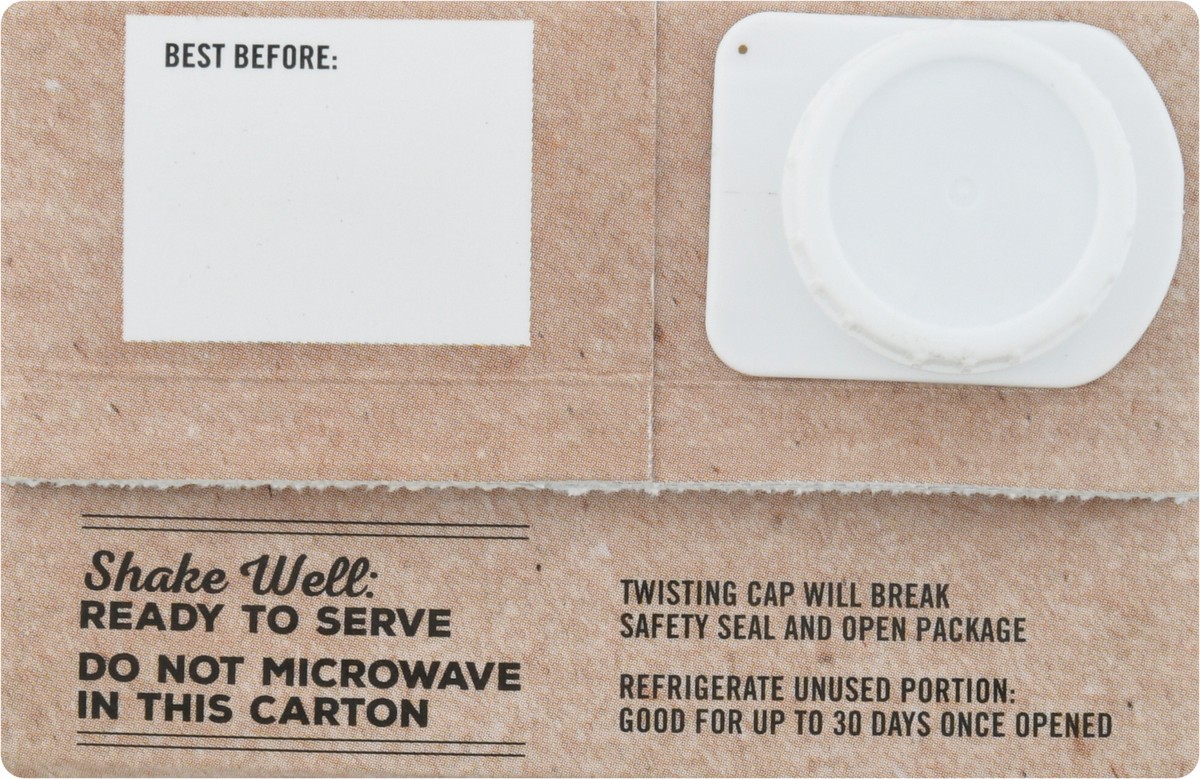 BEST BEFORE:
Shake Well:
READY TO SERVE
DO NOT MICROWAVE
IN THIS CARTON
TWISTING CAP WILL BREAK
SAFETY SEAL AND OPEN PACKAGE
REFRIGERATE UNUSED PORTION:
GOOD FOR UP TO 30 DAYS ONCE OPENED